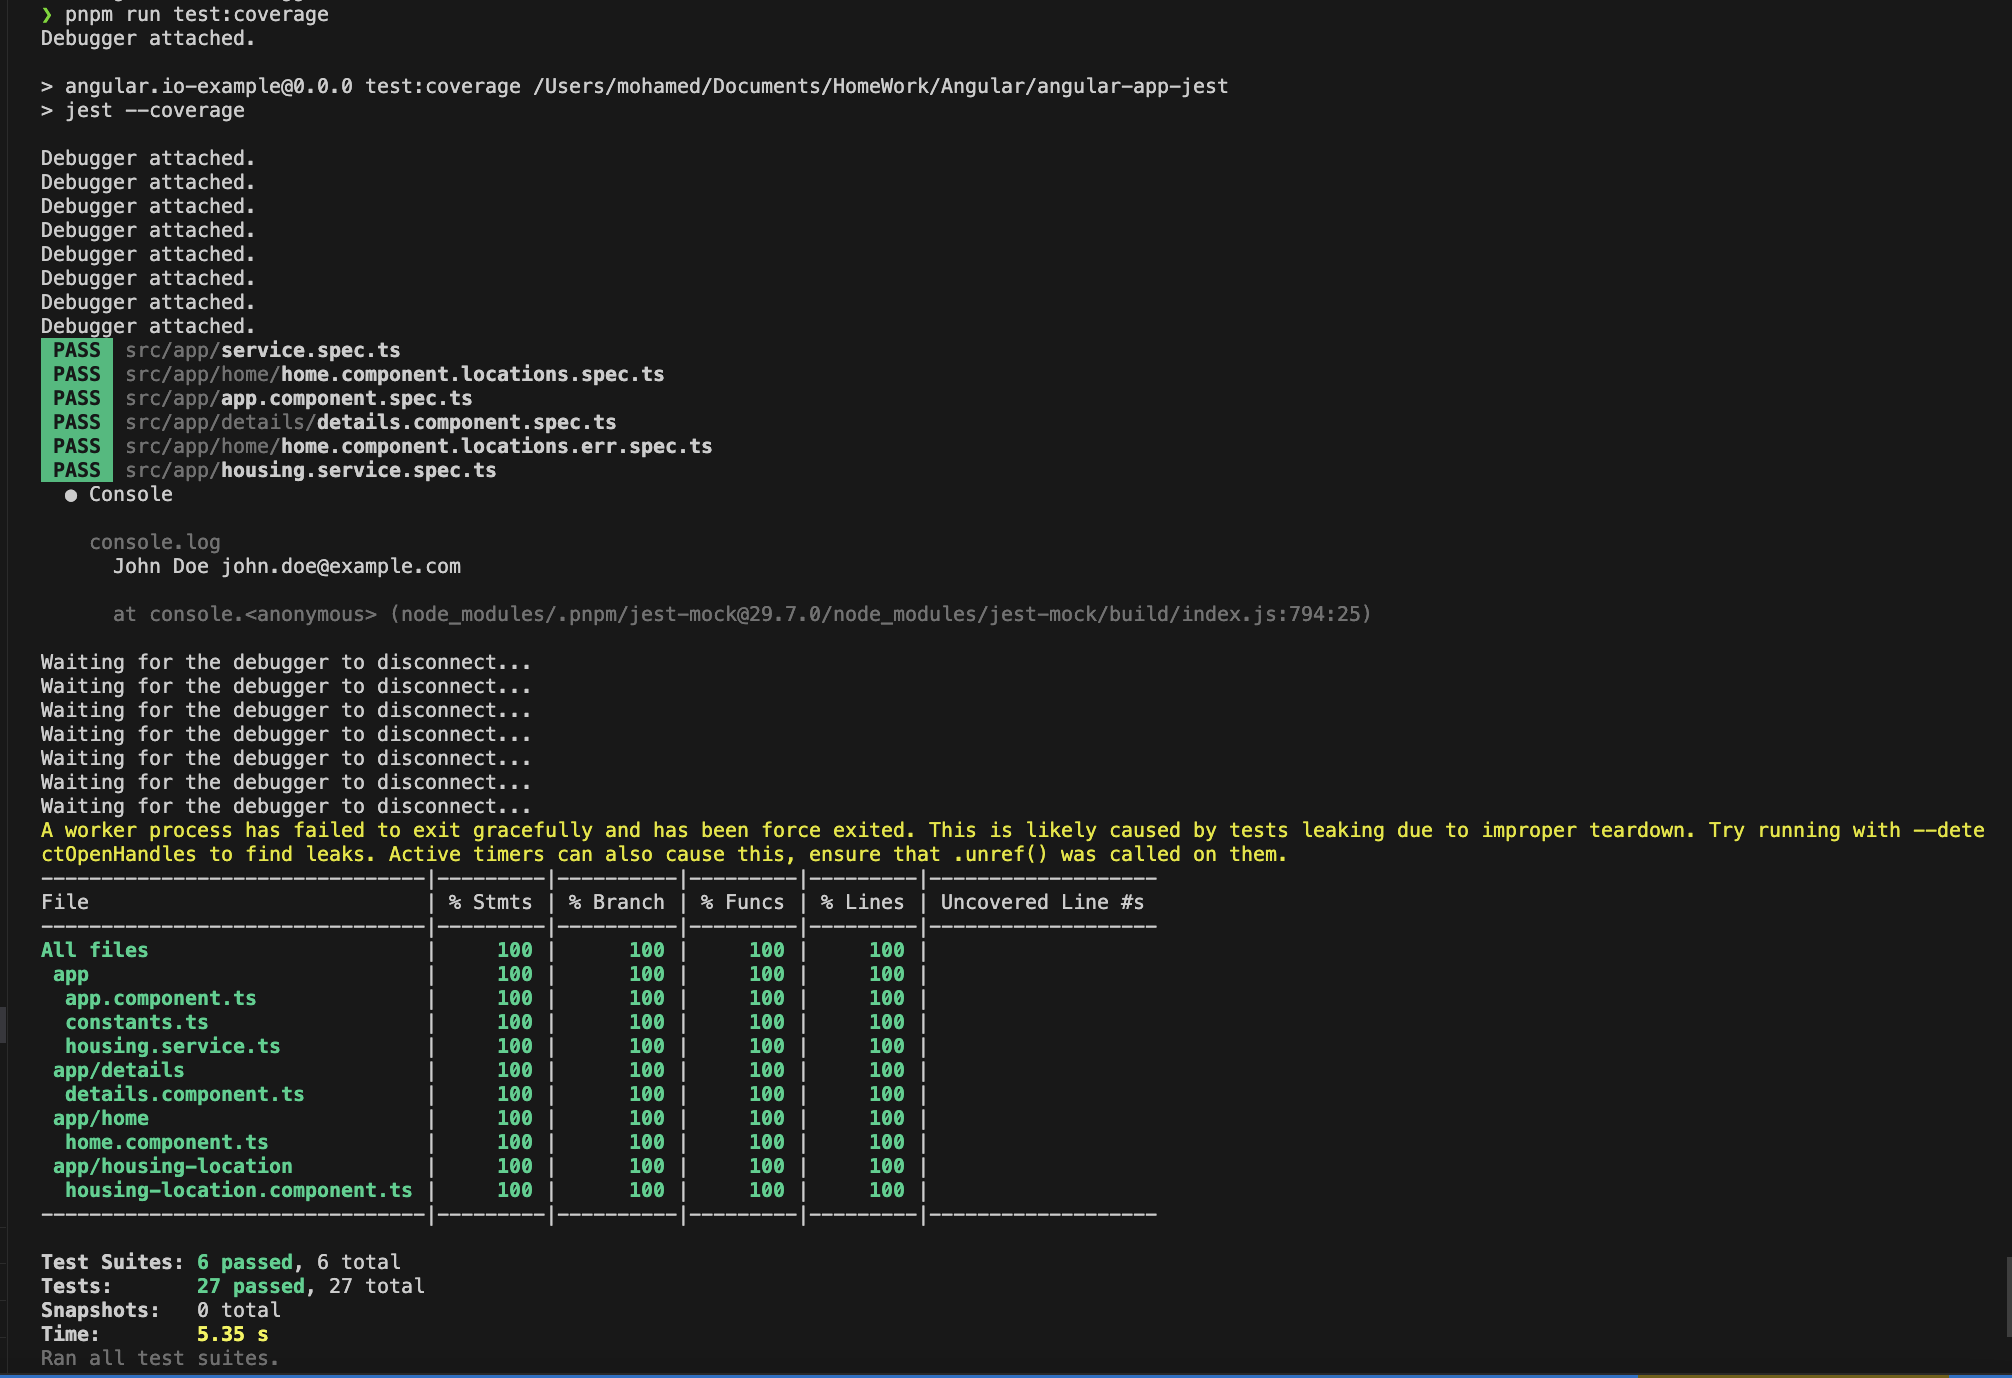 ❯ pnpm run test:coverage
Debugger attached.
> angular.io-example@0.0.0 test:coverage /Users/mohamed/Documents/HomeWork/Angular/angular-app-jest
> jest --coverage
Debugger attached.
Debugger attached.
Debugger attached.
Debugger attached.
Debugger attached.
Debugger attached.
Debugger attached.
Debugger attached.
PASS src/app/service.spec.ts
PASS src/app/home/home.component.locations.spec.ts
PASS src/app/app.component.spec.ts
PASS src/app/details/details.component.spec.ts
PASS src/app/home/home.component.locations.err.spec.ts
PASS src/app/housing.service.spec.ts
● Console
console.log
John Doe john.doe@example.com
at console.<anonymous> (node_modules/.pnpm/jest-mock@29.7.0/node_modules/jest-mock/build/index.js:794:25)
Waiting for the debugger to disconnect...
Waiting for the debugger to disconnect...
Waiting for the debugger to disconnect...
Waiting for the debugger to disconnect...
Waiting for the debugger to disconnect...
Waiting for the debugger to disconnect...
Waiting for the debugger to disconnect...
A worker process has failed to exit gracefully and has been force exited. This is likely caused by tests leaking due to improper teardown. Try running with --dete
ctOpenHandles to find leaks. Active timers can also cause this, ensure that .unref() was called on them.
--------------------------------|---------|----------|---------|---------|-------------------
File | % Stmts | % Branch | % Funcs | % Lines | Uncovered Line #s
--------------------------------|---------|----------|---------|---------|-------------------
All files | 100 | 100 | 100 | 100 |
app | 100 | 100 | 100 | 100 |
app.component.ts | 100 | 100 | 100 | 100 |
constants.ts | 100 | 100 | 100 | 100 |
housing.service.ts | 100 | 100 | 100 | 100 |
app/details | 100 | 100 | 100 | 100 |
details.component.ts | 100 | 100 | 100 | 100 |
app/home | 100 | 100 | 100 | 100 |
home.component.ts | 100 | 100 | 100 | 100 |
app/housing-location | 100 | 100 | 100 | 100 |
housing-location.component.ts | 100 | 100 | 100 | 100 |
--------------------------------|---------|----------|---------|---------|-------------------
Test Suites: 6 passed, 6 total
Tests: 27 passed, 27 total
Snapshots: 0 total
Time: 5.35 s
Ran all test suites.